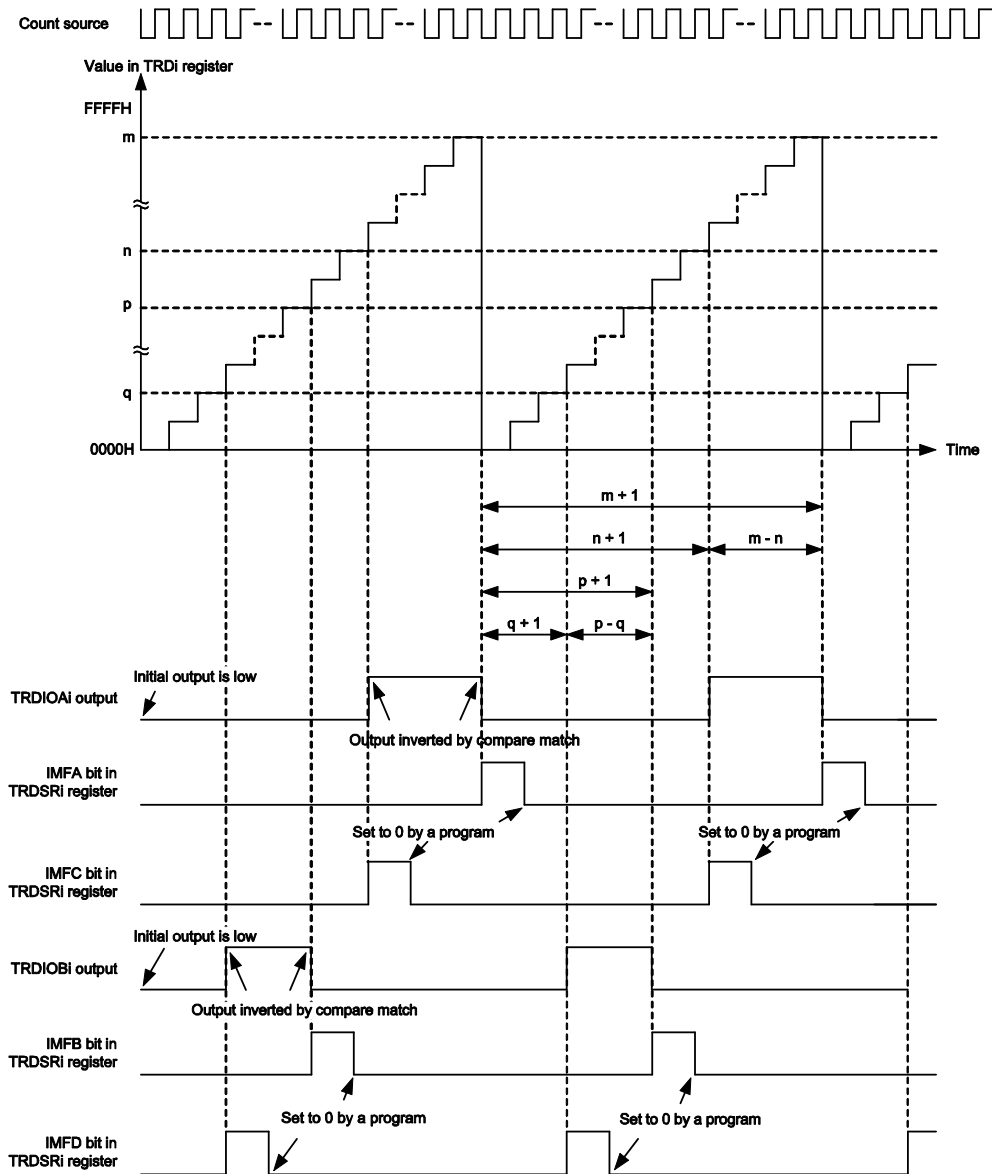 Count source
Value in TRDi register
FFFFH
m
n
p
q
0000H
Time
m + 1
n + 1
m - n
p + 1
q + 1
p - q
Initial output is low
TRDIOAi output
Output inverted by compare match
IMFA bit in
TRDSRi register
Set to 0 by a program
Set to 0 by a program
IMFC bit in
TRDSRi register
Initial output is low
TRDIOBi output
Output inverted by compare match
IMFB bit in
TRDSRi register
Set to 0 by a program
Set to 0 by a program
IMFD bit in
TRDSRi register